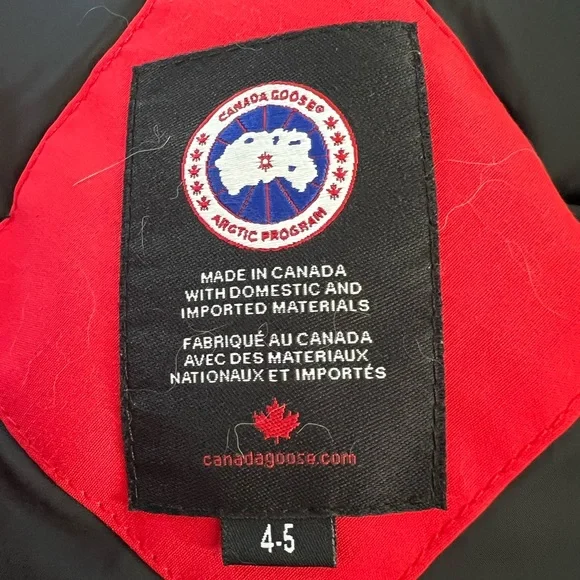 CANADA GOOSE®
ARCTIC PROGRAM
MADE IN CANADA
WITH DOMESTIC AND
IMPORTED MATERIALS
FABRIQUÉ AU CANADA
AVEC DES MATERIAUX
NATIONAUX ET IMPORTÉS
canadagoose.com
4-5